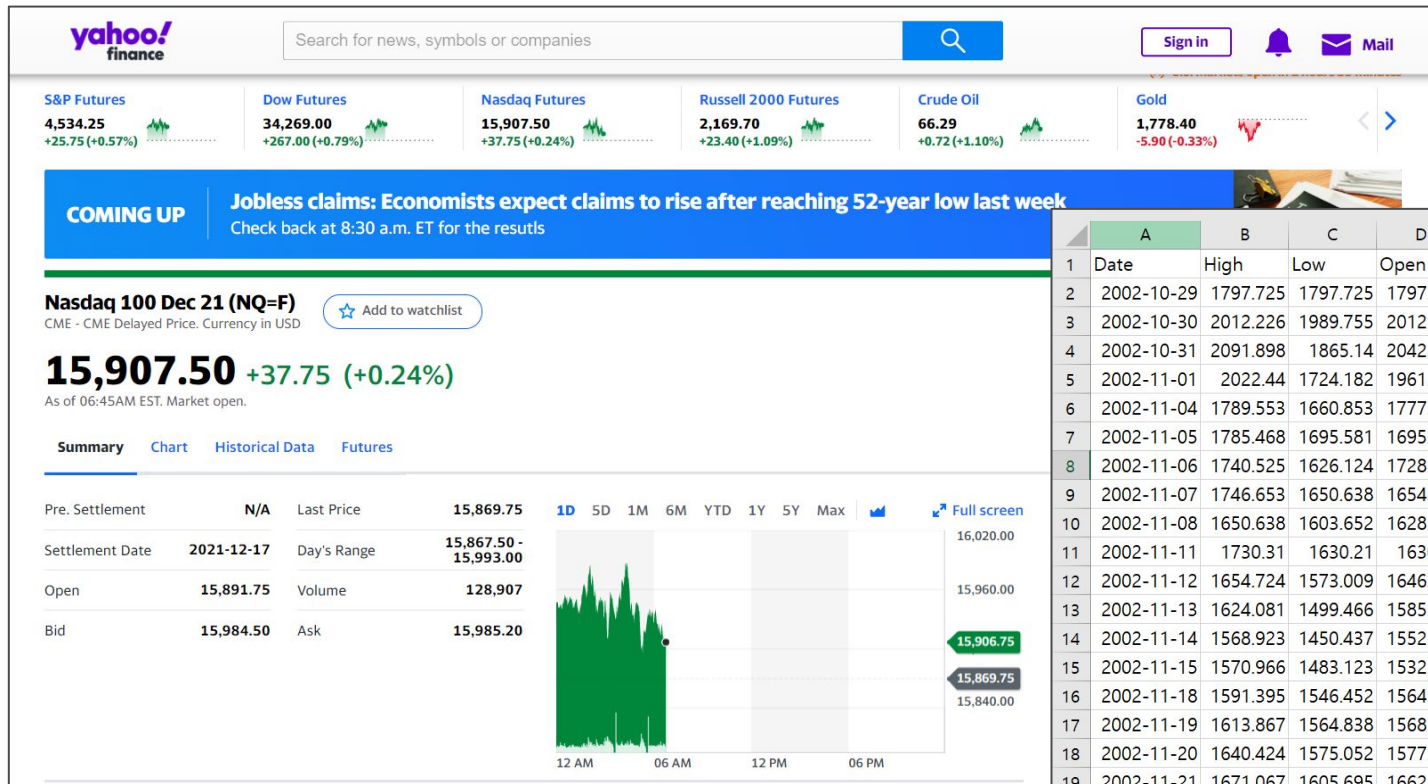 yahoo!
finance
Search for news, symbols or companies
Sign in
Mail
S&P Futures
4,534.25
+25.75 (+0.57%)
Dow Futures
34,269.00
+267.00 (+0.79%)
Nasdaq Futures
15,907.50
+37.75 (+0.24%)
Russell 2000 Futures
2,169.70
+23.40 (+1.09%)
Crude Oil
66.29
+0.72 (+1.10%)
Gold
1,778.40
-5.90 (-0.33%)
COMING UP
Jobless claims: Economists expect claims to rise after reaching 52-year low last week
Check back at 8:30 a.m. ET for the resutls
Nasdaq 100 Dec 21 (NQ=F)
Add to watchlist
CME - CME Delayed Price. Currency in USD
15,907.50 +37.75 (+0.24%)
As of 06:45AM EST. Market open.
Summary Chart Historical Data Futures
Pre. Settlement N/A Last Price 15,869.75
Settlement Date 2021-12-17 Day's Range 15,867.50 -
15,993.00
Open 15,891.75 Volume 128,907
Bid 15,984.50 Ask 15,985.20
1D 5D 1M 6M YTD 1Y 5Y Max Full screen
16,020.00
15,960.00
15,906.75
15,869.75
15,840.00
12 AM 06 AM 12 PM 06 PM
A B C D
1 Date High Low Open
2 2002-10-29 1797.725 1797.725 1797
3 2002-10-30 2012.226 1989.755 2012
4 2002-10-31 2091.898 1865.14 2042
5 2002-11-01 2022.44 1724.182 1961
6 2002-11-04 1789.553 1660.853 1777
7 2002-11-05 1785.468 1695.581 1695
8 2002-11-06 1740.525 1626.124 1728
9 2002-11-07 1746.653 1650.638 1654
10 2002-11-08 1650.638 1603.652 1628
11 2002-11-11 1730.31 1630.21 163
12 2002-11-12 1654.724 1573.009 1646
13 2002-11-13 1624.081 1499.466 1585
14 2002-11-14 1568.923 1450.437 1552
15 2002-11-15 1570.966 1483.123 1532
16 2002-11-18 1591.395 1546.452 1564
17 2002-11-19 1613.867 1564.838 1568
18 2002-11-20 1640.424 1575.052 1577
19 2002-11-21 1671.067 1605.695 1662